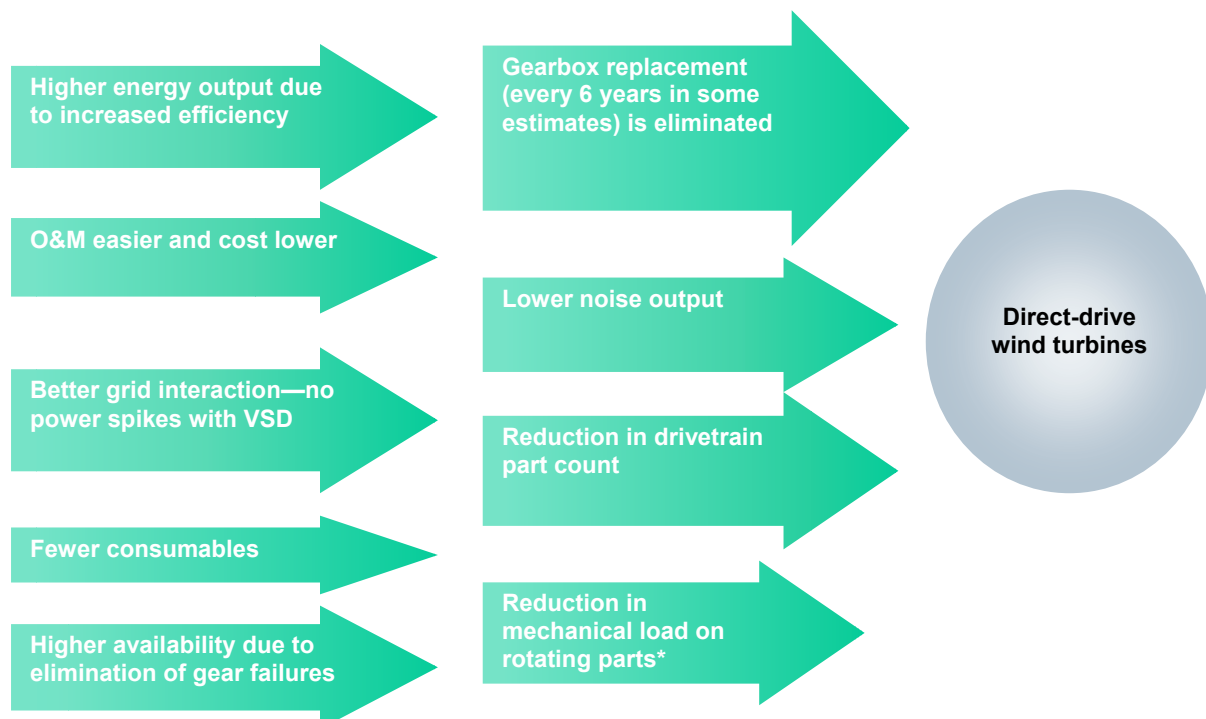 Higher energy output due
to increased efficiency
O&M easier and cost lower
Better grid interaction—no
power spikes with VSD
Fewer consumables
Higher availability due to
elimination of gear failures
Gearbox replacement
(every 6 years in some
estimates) is eliminated
Lower noise output
Reduction in drivetrain
part count
Reduction in
mechanical load on
rotating parts*
Direct-drive
wind turbines